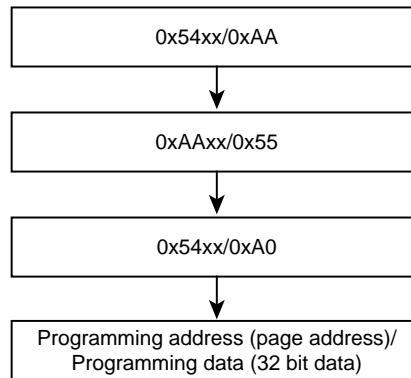 0x54xx/0xAA
0xAAxx/0x55
0x54xx/0xA0
Programming address (page address)/
Programming data (32 bit data)